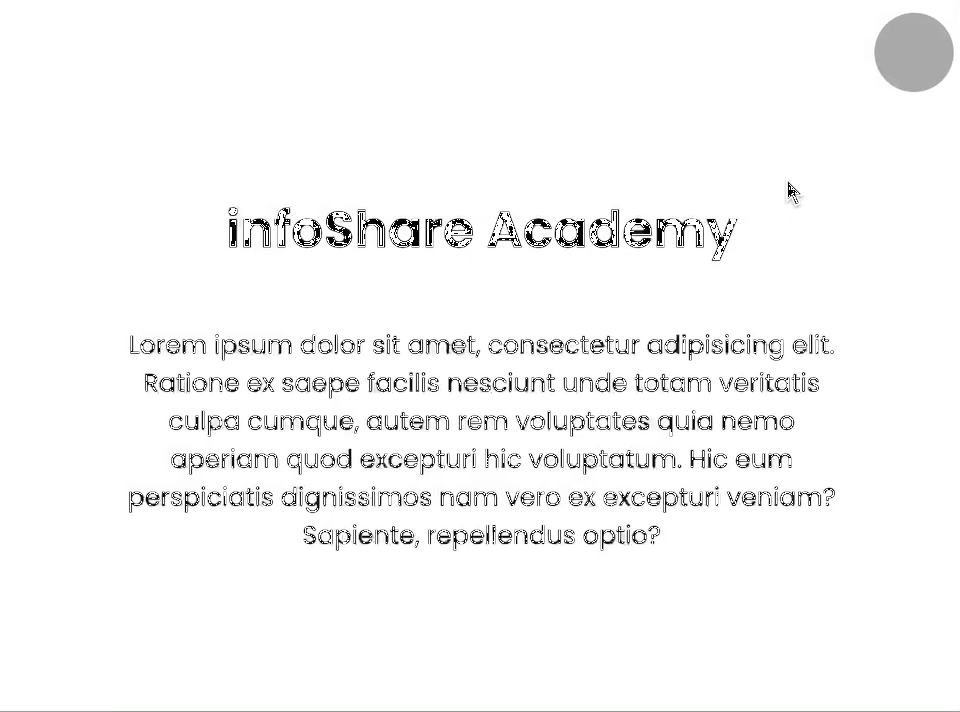 infoShare Academy
Lorem ipsum dolor sit amet, consectetur adipisicing elit.
Ratione ex saepe facilis nesciunt unde totam veritatis
culpa cumque, autem rem voluptates quia nemo
aperiam quod excepturi hic voluptatum. Hic eum
perspiciatis dignissimos nam vero ex excepturi veniam?
Sapiente, repellendus optio?